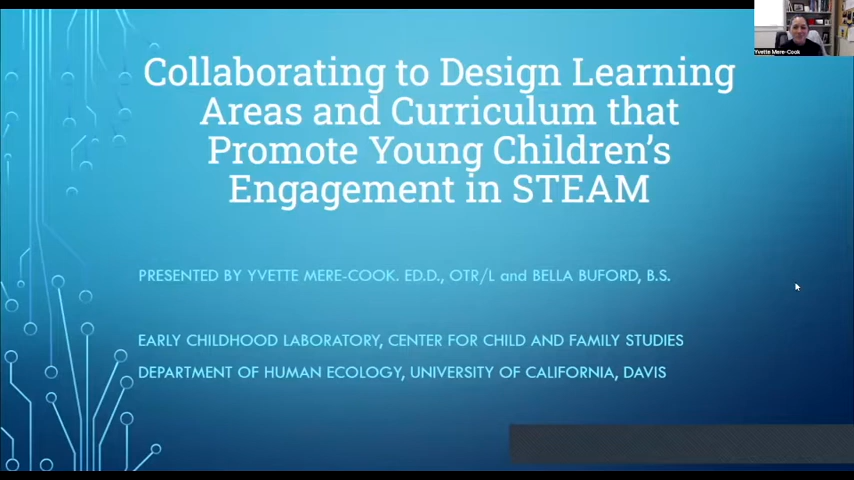 Yvette Mere-Cook
Collaborating to Design Learning
Areas and Curriculum that
Promote Young Children's
Engagement in STEAM
PRESENTED BY YVETTE MERE-COOK. ED.D., OTR/L and BELLA BUFORD, B.S.
EARLY CHILDHOOD LABORATORY, CENTER FOR CHILD AND FAMILY STUDIES
DEPARTMENT OF HUMAN ECOLOGY, UNIVERSITY OF CALIFORNIA, DAVIS